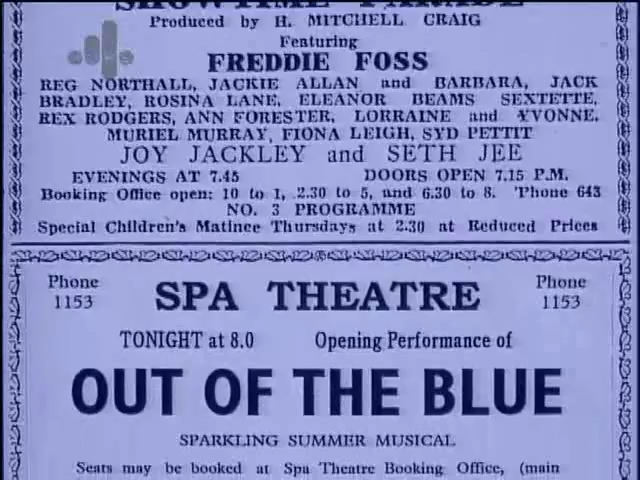 SHOWTIME PARADE
Produced by H. MITCHELL CRAIG
Featuring
FREDDIE FOSS
REG NORTHALL, JACKIE ALLAN and BARBARA, JACK
BRADLEY, ROSINA LANE, ELEANOR BEAMS SEXTETTE,
REX RODGERS, ANN FORESTER, LORRAINE and YVONNE,
MURIEL MURRAY, FIONA LEIGH, SYD PETTIT
JOY JACKLEY and SETH JEE
EVENINGS AT 7.45 DOORS OPEN 7.15 P.M.
Booking Office open: 10 to 1, 2.30 to 5, and 6.30 to 8. 'Phone 643
NO. 3 PROGRAMME
Special Children's Matinee Thursdays at 2.30 at Reduced Prices
Phone 1153
SPA THEATRE
Phone 1153
TONIGHT at 8.0 Opening Performance of
OUT OF THE BLUE
SPARKLING SUMMER MUSICAL
Seats may be booked at Spa Theatre Booking Office, (main